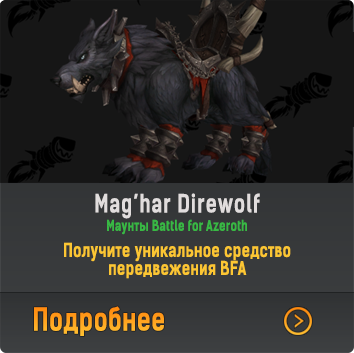 Mag'har Direwolf
Маунты Battle for Azeroth
Получите уникальное средство
передвежения BFA
Подробнее